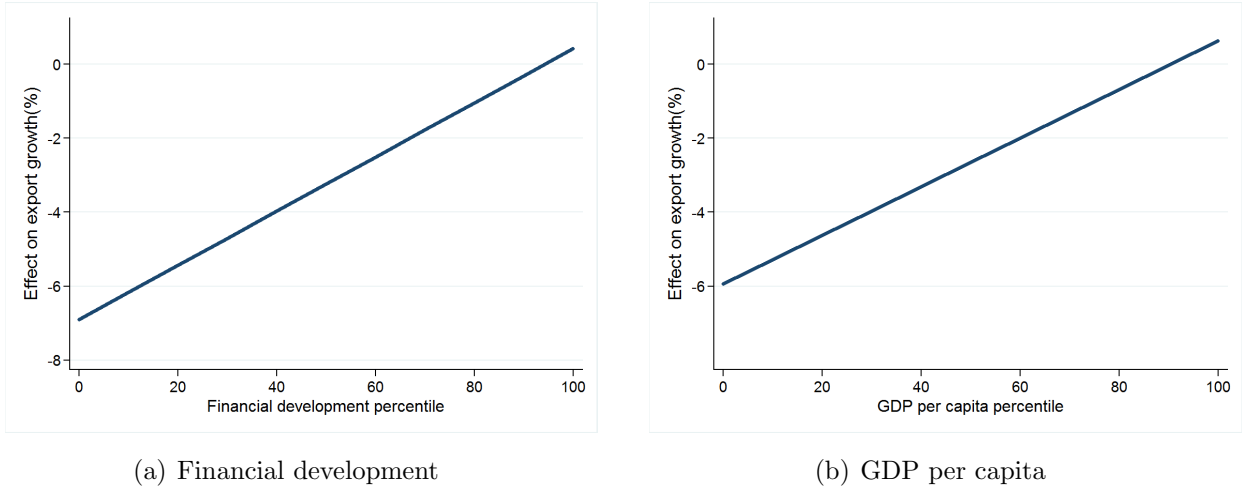 Effect on export growth(%)
0
-2
-4
-6
-8
0 20 40 60 80 100
Financial development percentile
(a) Financial development
Effect on export growth(%)
0
-2
-4
-6
0 20 40 60 80 100
GDP per capita percentile
(b) GDP per capita